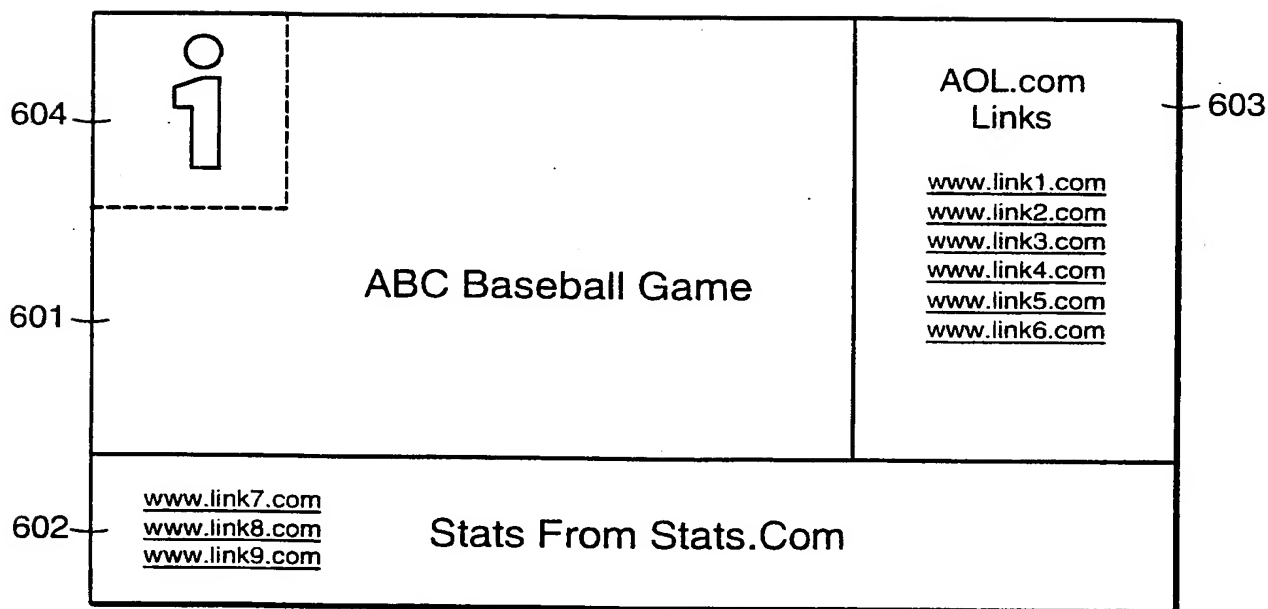 604
i
AOL.com
Links
603
www.link1.com
www.link2.com
www.link3.com
www.link4.com
www.link5.com
www.link6.com
ABC Baseball Game
601
602
www.link7.com
www.link8.com
www.link9.com
Stats From Stats.Com